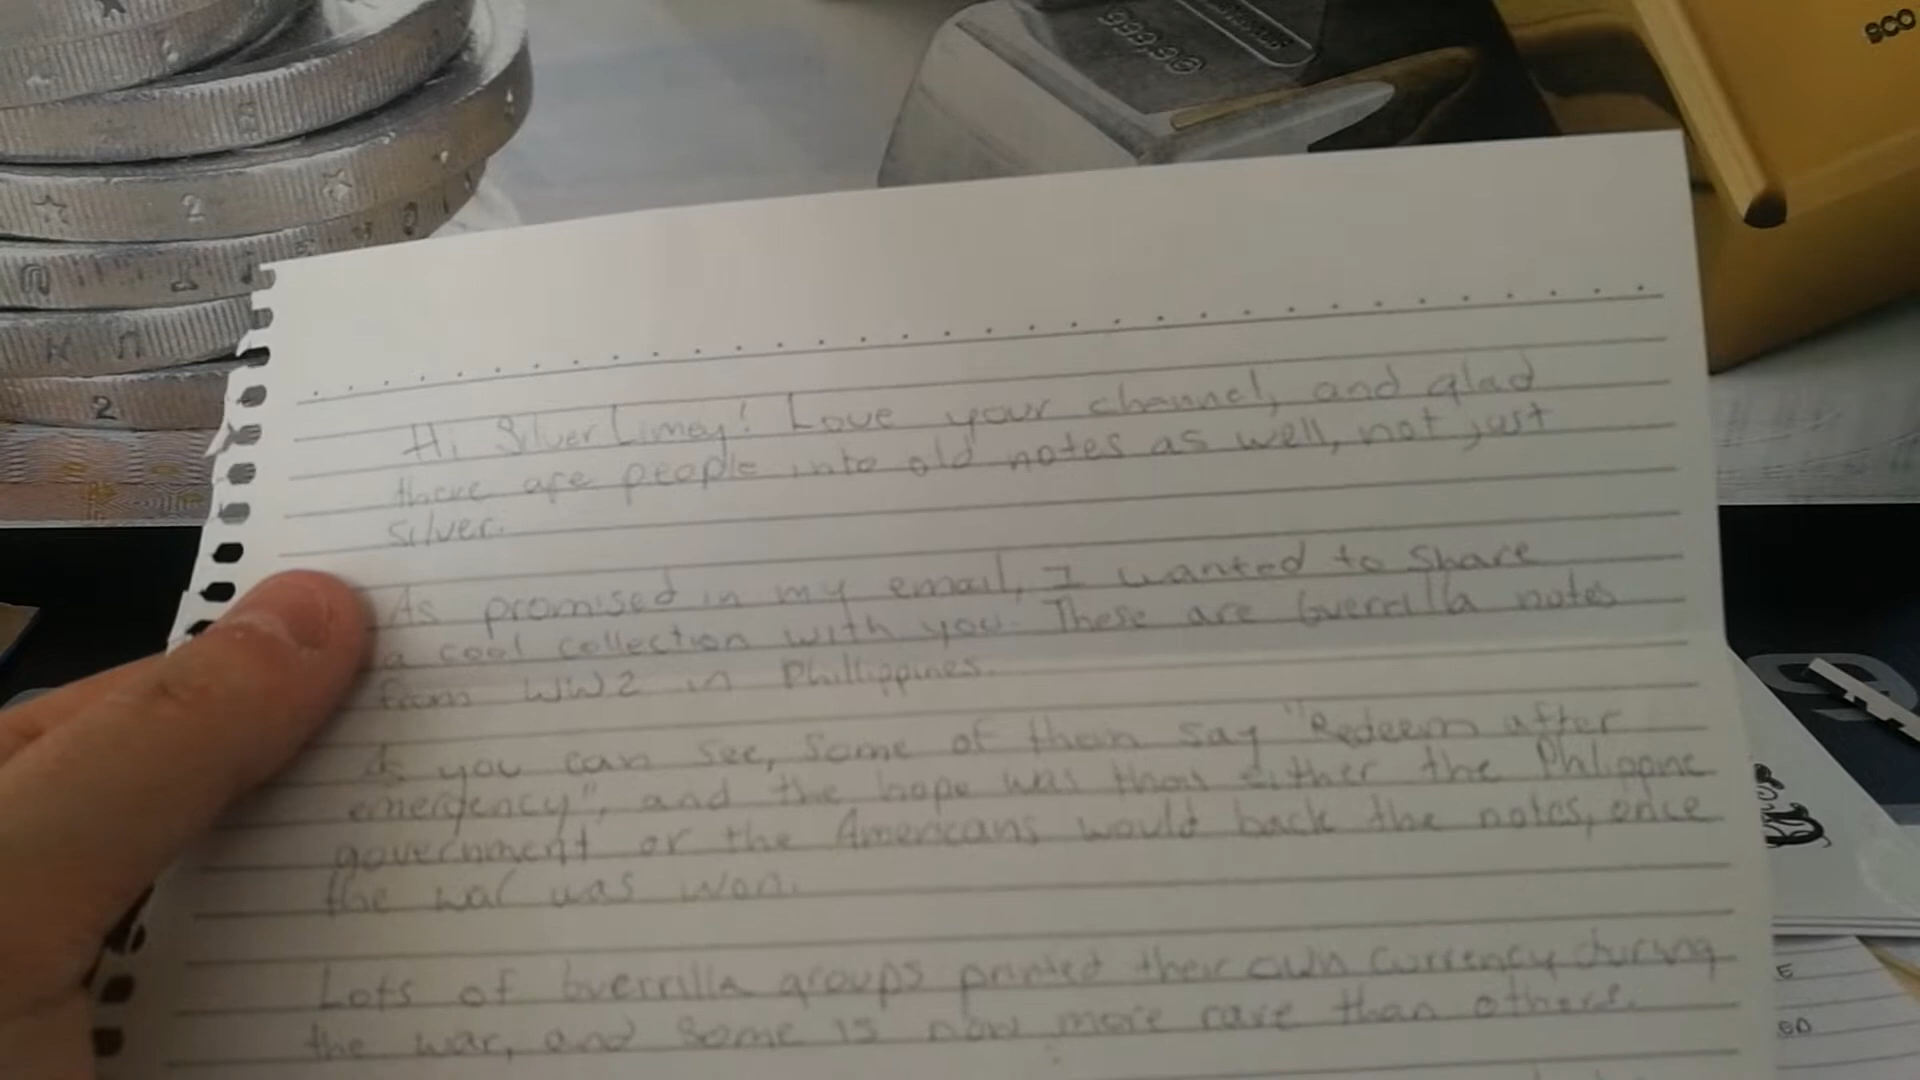 Hi SilverLimey! Love your channel, and glad
there are people into old notes as well, not just
silver.
As promised in my email, I wanted to share
a cool collection with you. These are Guerrilla notes
from WW2 in Phillippines.
As you can see, some of them say "Redeem after
emergency", and the hope was that either the Phlippine
government or the Americans would back the notes, once
the war was won.
Lots of Guerrilla groups printed their own currency during
the war, and some is now more rare than others.
2
2
E